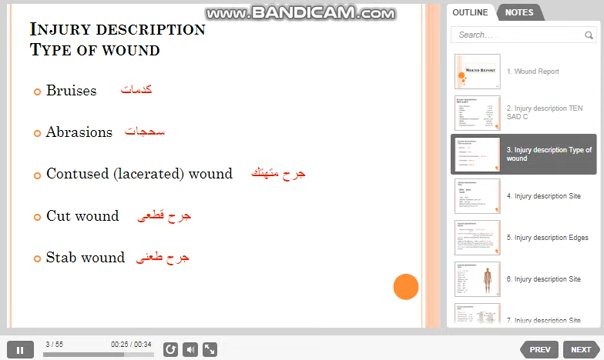 www.BANDICAM.com
INJURY DESCRIPTION
TYPE OF WOUND
Bruises كدمات
Abrasions سحجات
Contused (lacerated) wound جرح متهتك
Cut wound جرح قطعى
Stab wound جرح طعنى
OUTLINE NOTES
Search...
WOUND REPORT
1. Wound Report
2. Injury description TEN
SAD C
3. Injury description Type of
wound
4. Injury description Site
5. Injury description Edges
6. Injury description Site
7. Injury description Site
3 / 55 00:25 / 00:34
PREV NEXT